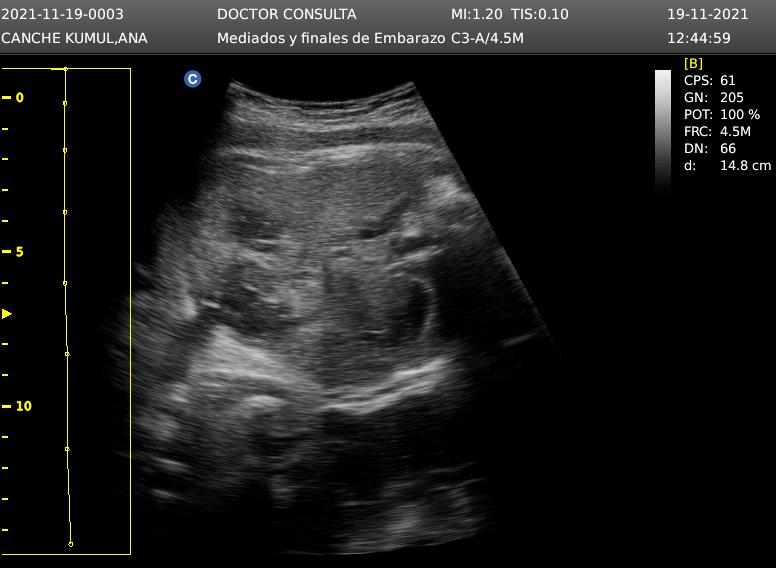 2021-11-19-0003 DOCTOR CONSULTA MI:1.20 TIS:0.10 19-11-2021
CANCHE KUMUL,ANA Mediados y finales de Embarazo C3-A/4.5M 12:44:59
[B]
CPS: 61
GN: 205
POT: 100 %
FRC: 4.5M
DN: 66
d: 14.8 cm
C
0
5
10